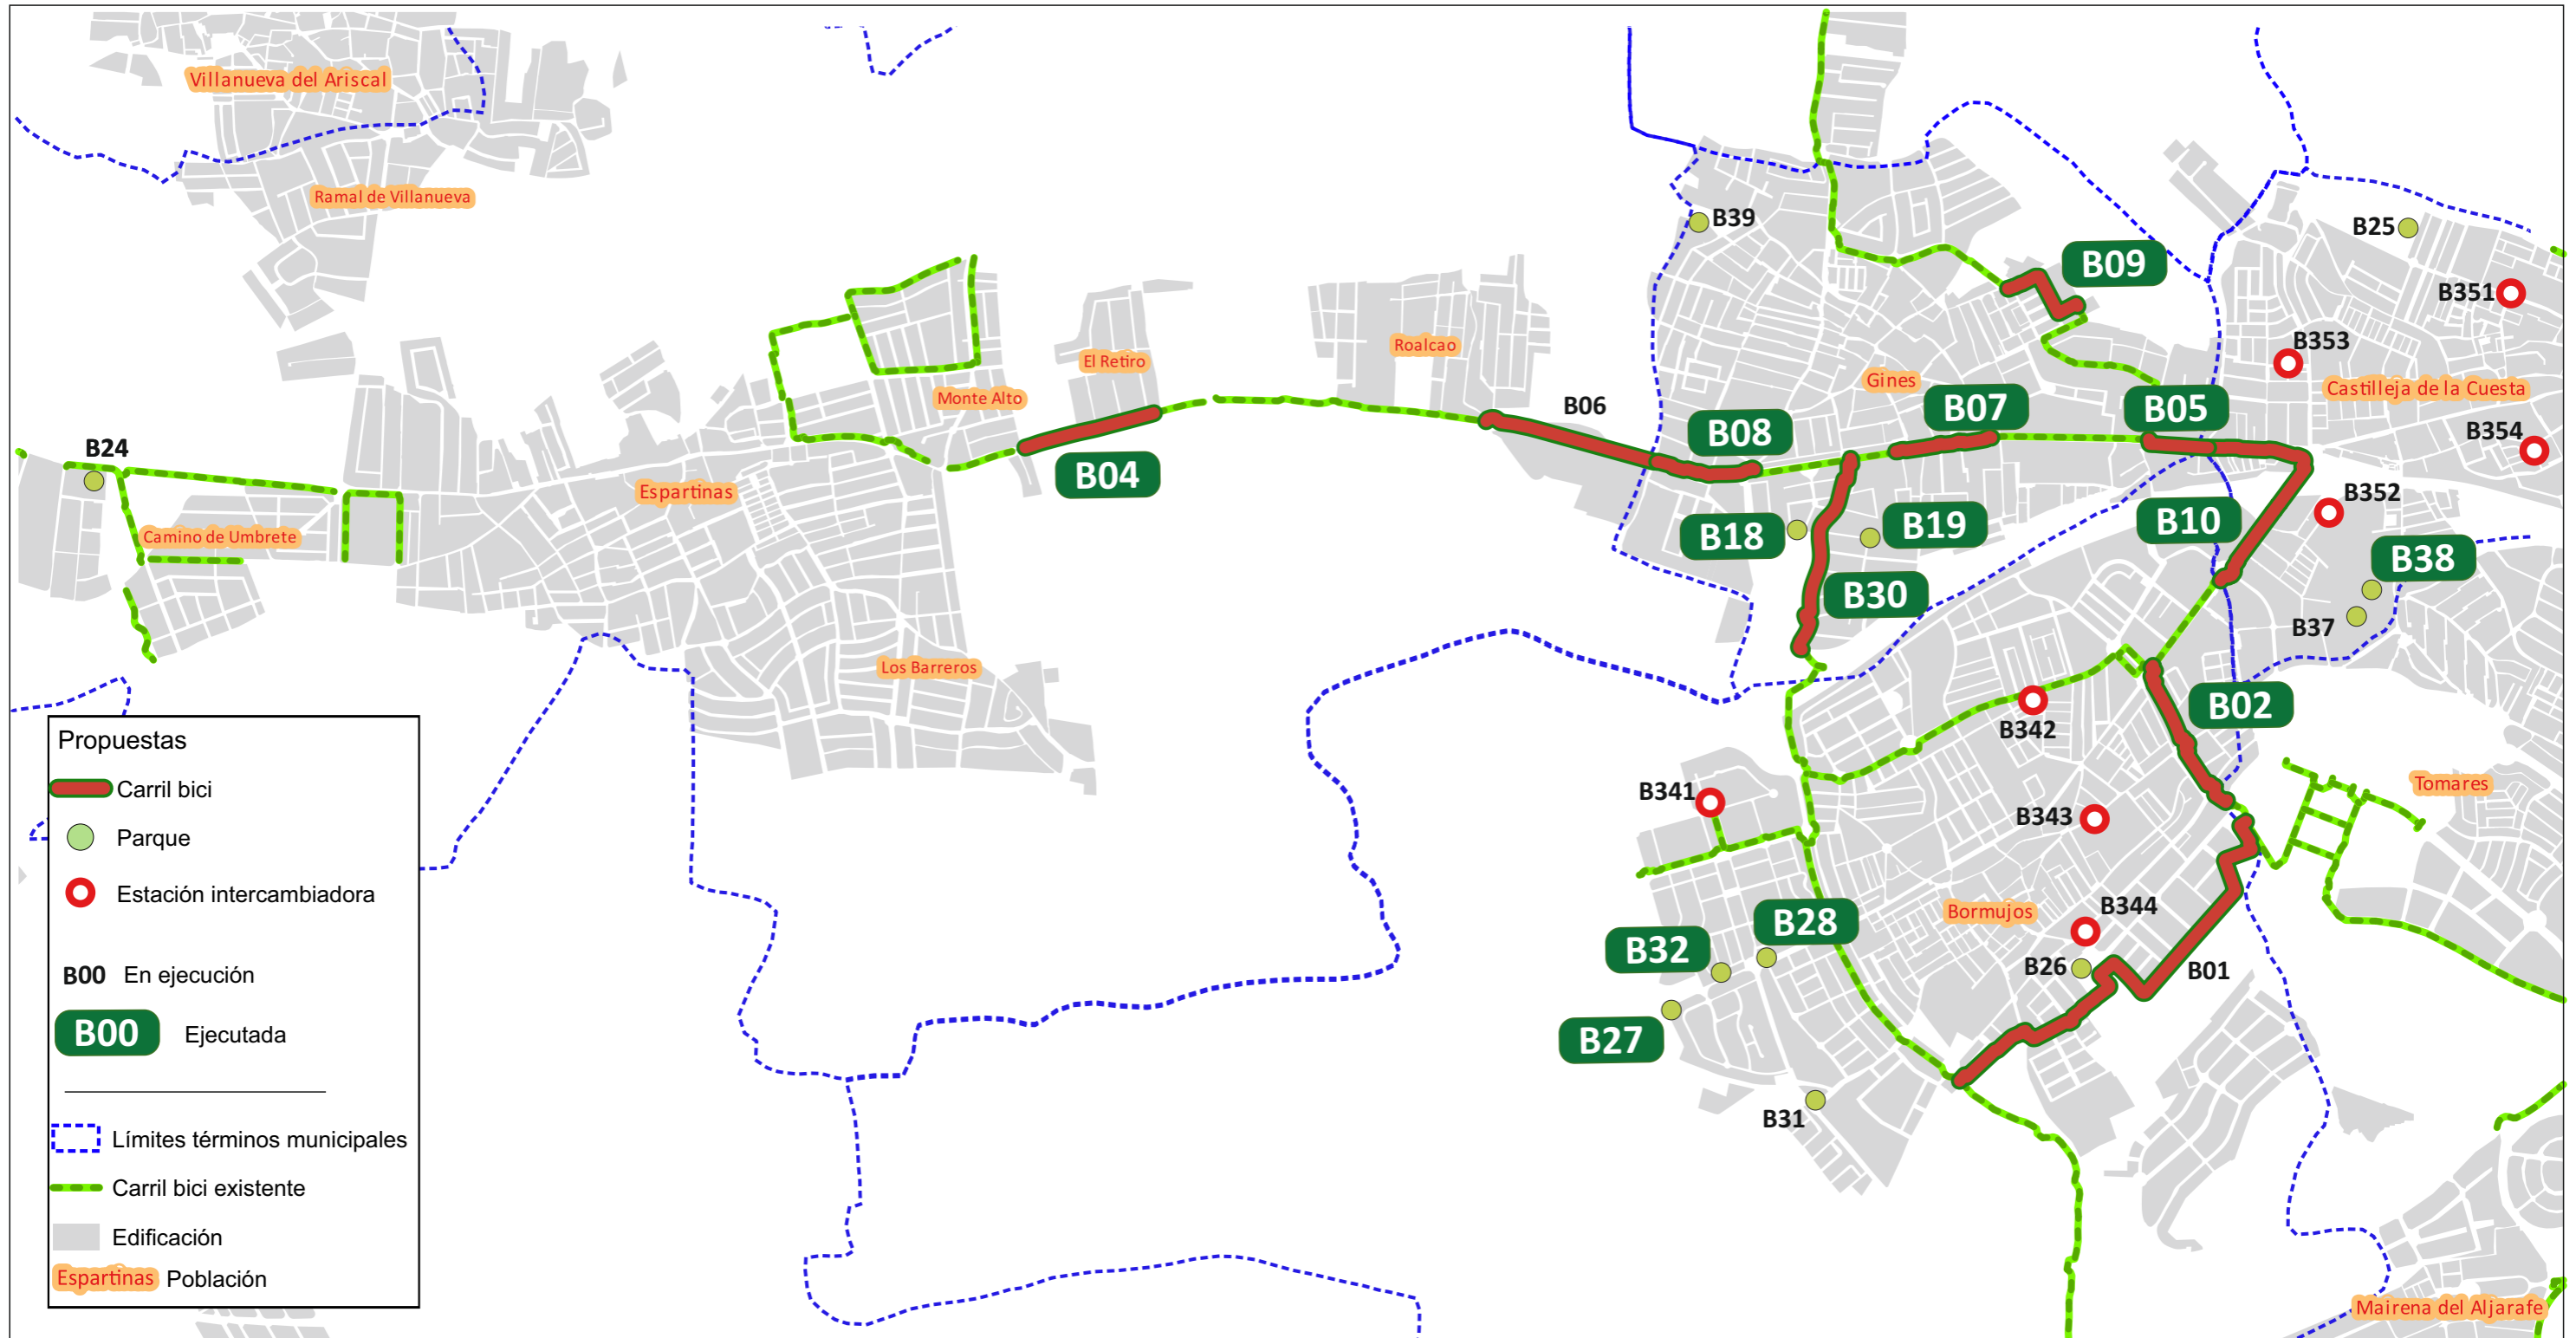 Villanueva del Ariscal
Ramal de Villanueva
B39
B25
B09
B351
B353
El Retiro
Roalcao
Gines
Castilleja de la Cuesta
Monte Alto
B06
B07
B05
B08
B354
B24
B04
Espartinas
B352
Camino de Umbrete
B18
B19
B10
B38
B30
B37
Los Barreros
B02
B342
Tomares
B341
B343
B344
Bormujos
B28
B32
B26
B01
B27
B31
Mairena del Aljarafe
Propuestas
Carril bici
Parque
Estación intercambiadora
B00 En ejecución
B00 Ejecutada
Límites términos municipales
Carril bici existente
Edificación
Espartinas Población